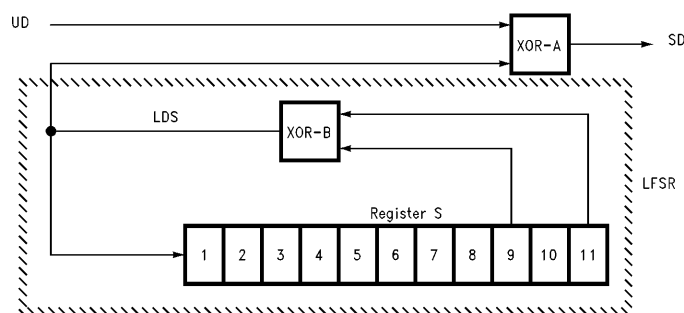 UD
XOR-A
SD
LDS
XOR-B
LFSR
Register S
1 2 3 4 5 6 7 8 9 10 11